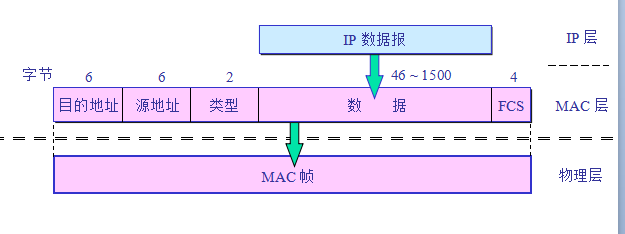 IP 数据报
IP 层
字节
6
6
2
46 ~ 1500
4
目的地址
源地址
类型
数 据
FCS
MAC 层
MAC 帧
物理层